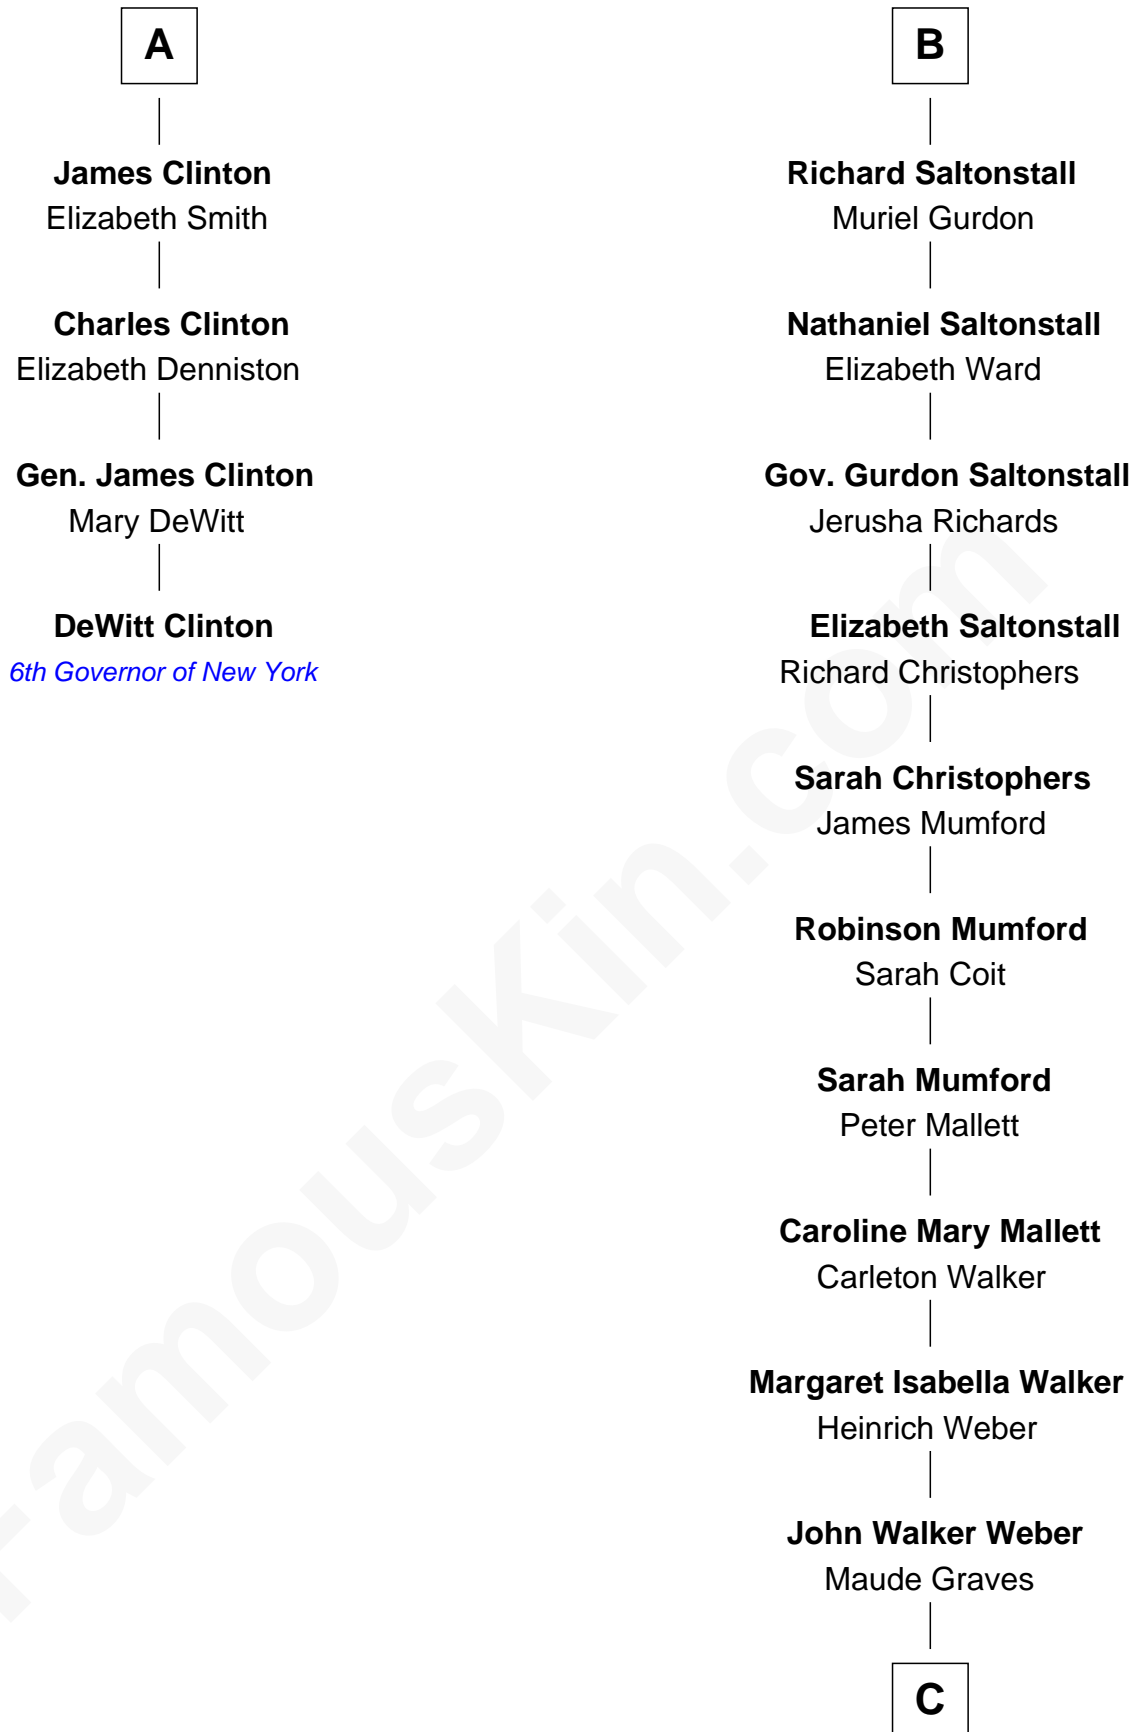 A
James Clinton
Elizabeth Smith
Charles Clinton
Elizabeth Denniston
Gen. James Clinton
Mary DeWitt
DeWitt Clinton
6th Governor of New York
B
Richard Saltonstall
Muriel Gurdon
Nathaniel Saltonstall
Elizabeth Ward
Gov. Gurdon Saltonstall
Jerusha Richards
Elizabeth Saltonstall
Richard Christophers
Sarah Christophers
James Mumford
Robinson Mumford
Sarah Coit
Sarah Mumford
Peter Mallett
Caroline Mary Mallett
Carleton Walker
Margaret Isabella Walker
Heinrich Weber
John Walker Weber
Maude Graves
C
FamousKin.com